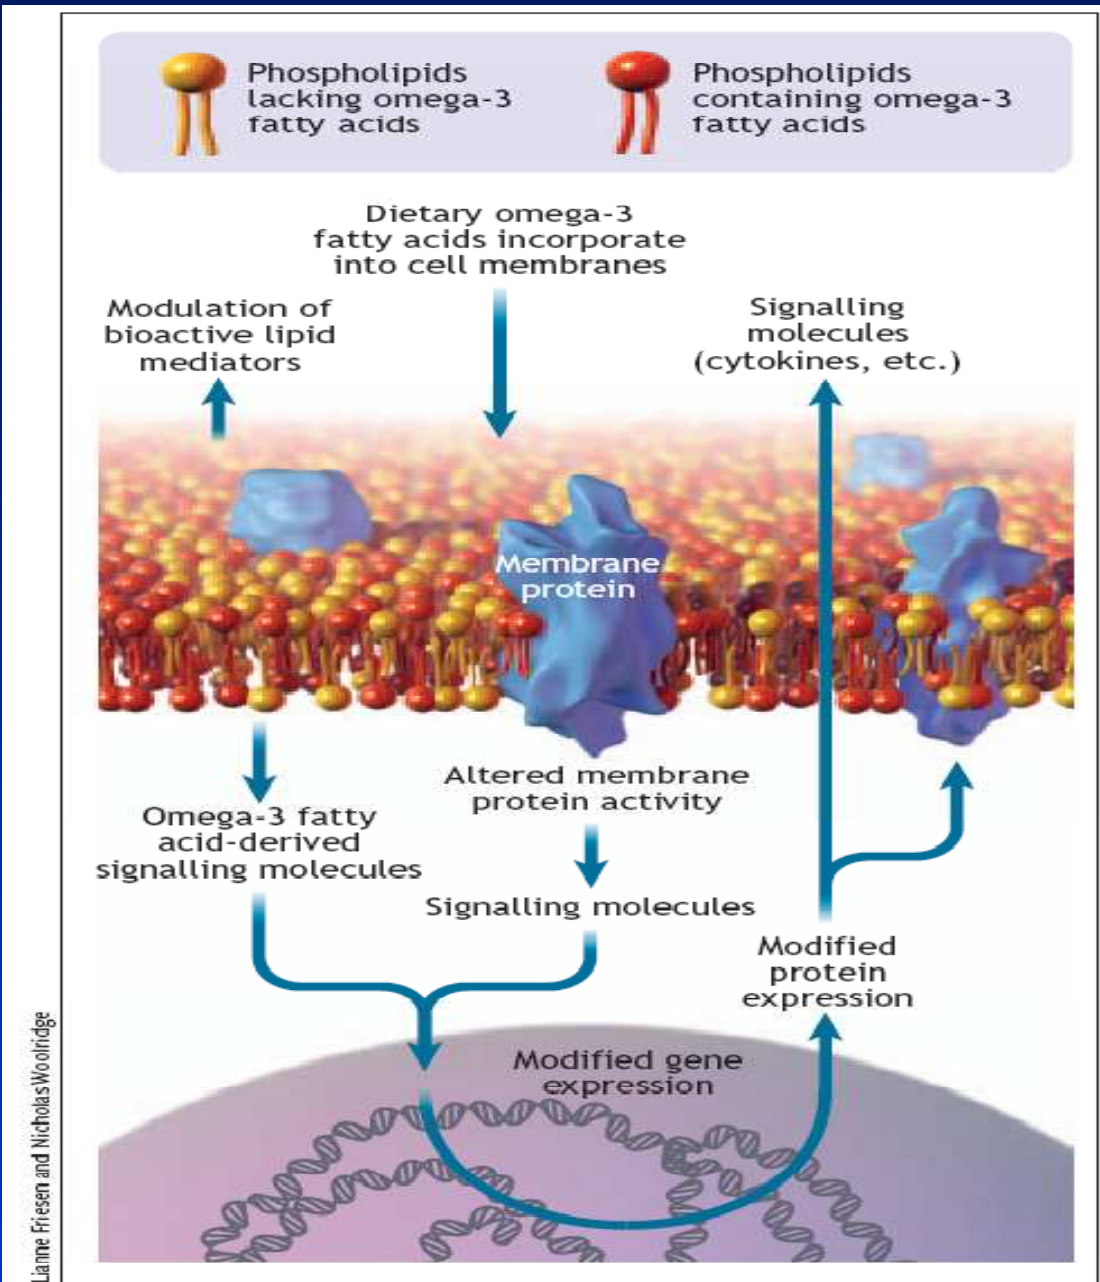 Phospholipids
lacking omega-3
fatty acids
Phospholipids
containing omega-3
fatty acids
Dietary omega-3
fatty acids incorporate
into cell membranes
Modulation of
bioactive lipid
mediators
Signalling
molecules
(cytokines, etc.)
Membrane
protein
Altered membrane
protein activity
Omega-3 fatty
acid-derived
signalling molecules
Signalling molecules
Modified
protein
expression
Modified gene
expression
Lianne Friesen and NicholasWoolridge